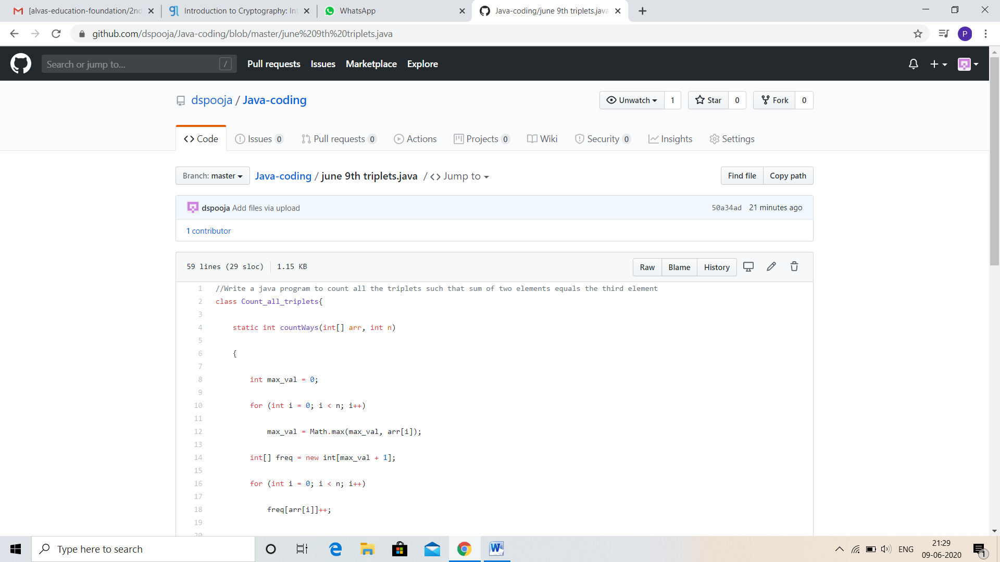 [alvas-education-foundation/2nd
Introduction to Cryptography: Int
WhatsApp
Java-coding/june 9th triplets.java
github.com/dspooja/Java-coding/blob/master/june%209th%20triplets.java
P
Search or jump to...
/
Pull requests
Issues
Marketplace
Explore
dspooja / Java-coding
Unwatch 1
Star 0
Fork 0
Code
Issues 0
Pull requests 0
Actions
Projects 0
Wiki
Security 0
Insights
Settings
Branch: master
Java-coding / june 9th triplets.java / <> Jump to
Find file
Copy path
dspooja Add files via upload
50a34ad 21 minutes ago
1 contributor
59 lines (29 sloc) 1.15 KB
Raw
Blame
History
1 //Write a java program to count all the triplets such that sum of two elements equals the third element
2 class Count_all_triplets{
3
4 static int countWays(int[] arr, int n)
5
6 {
7
8 int max_val = 0;
9
10 for (int i = 0; i < n; i++)
11
12 max_val = Math.max(max_val, arr[i]);
13
14 int[] freq = new int[max_val + 1];
15
16 for (int i = 0; i < n; i++)
17
18 freq[arr[i]]++;
19
20
Type here to search
ENG
21:29
09-06-2020
1